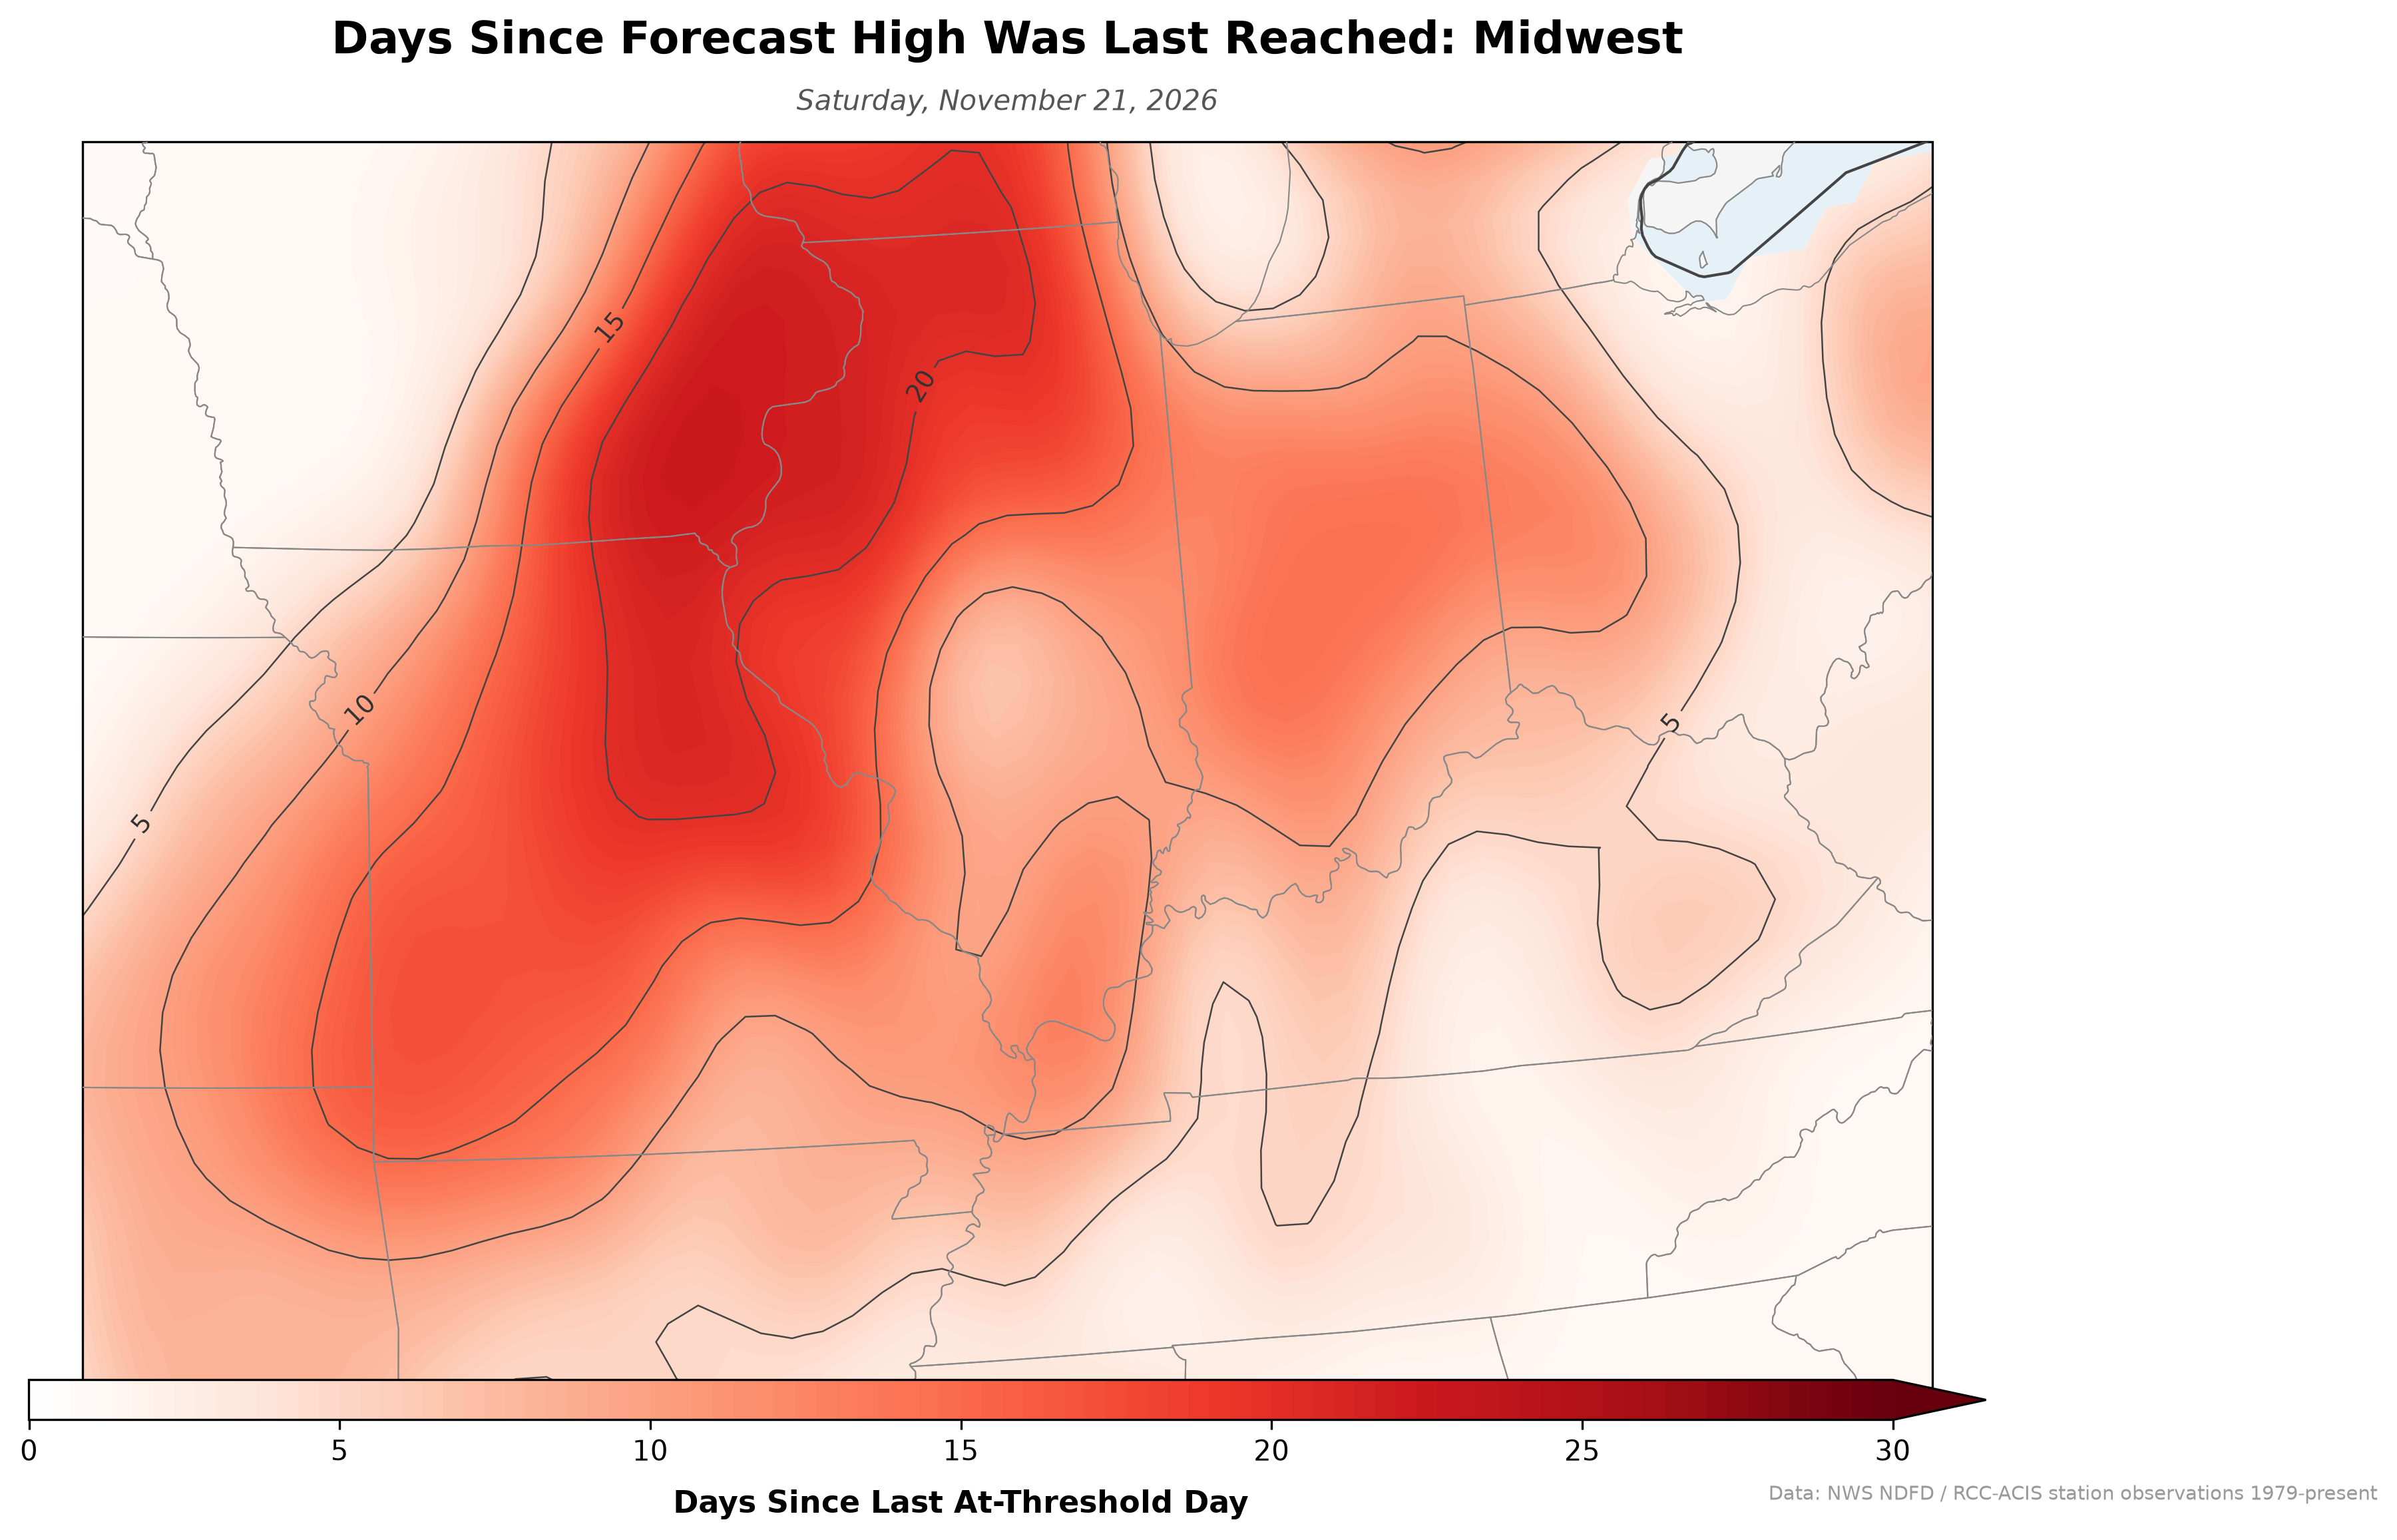 Days Since Forecast High Was Last Reached: Midwest
Saturday, November 21, 2026
15
20
10
5
5
0 5 10 15 20 25 30
Days Since Last At-Threshold Day
Data: NWS NDFD / RCC-ACIS station observations 1979-present